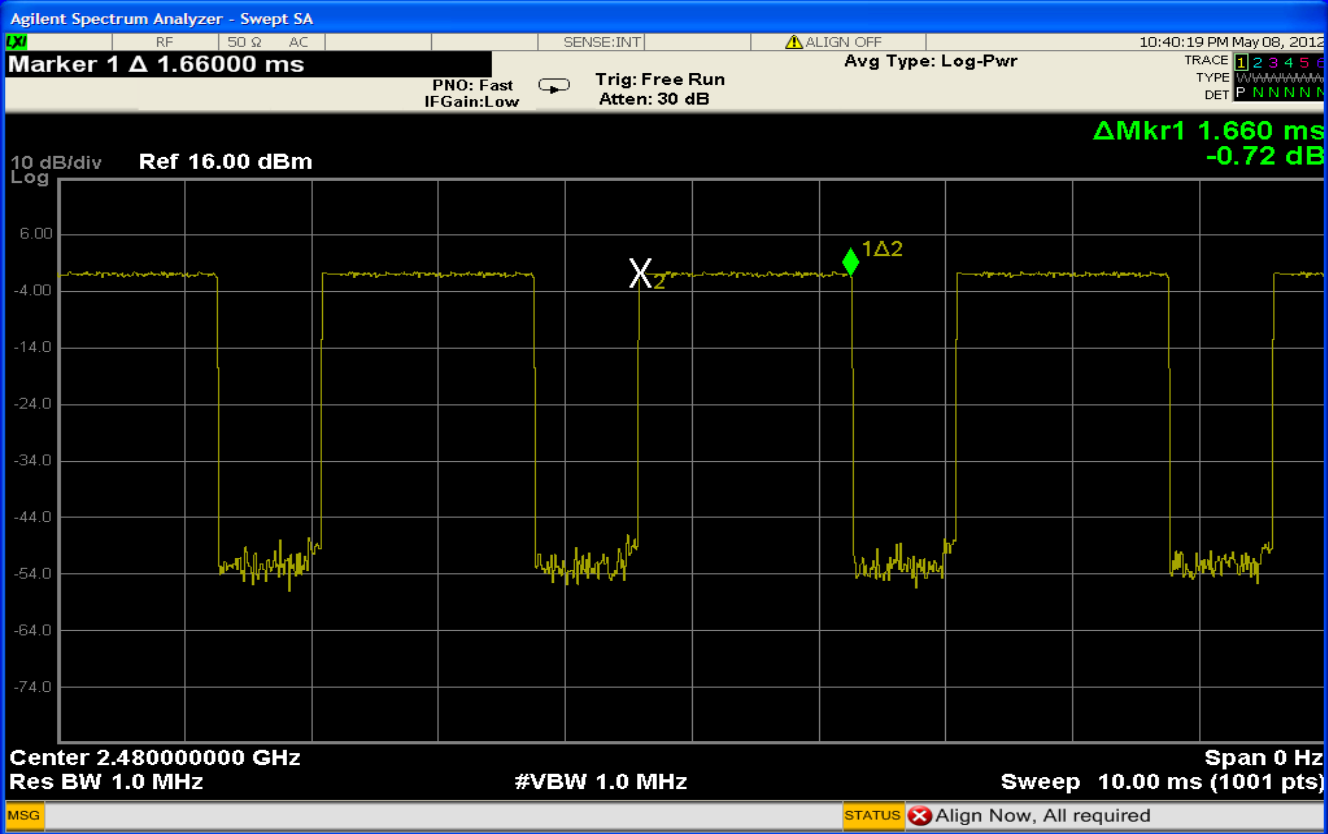 Agilent Spectrum Analyzer - Swept SA
LXI RF 50 Ω AC SENSE:INT ALIGN OFF 10:40:19 PM May 08, 2012
Marker 1 Δ 1.66000 ms
Avg Type: Log-Pwr
TRACE 1 2 3 4 5 6
TYPE
DET P N N N N N
PNO: Fast
IFGain:Low
Trig: Free Run
Atten: 30 dB
ΔMkr1 1.660 ms
-0.72 dB
10 dB/div Ref 16.00 dBm
Log
6.00
-4.00
-14.0
-24.0
-34.0
-44.0
-54.0
-64.0
-74.0
X2
1Δ2
Center 2.480000000 GHz Span 0 Hz
Res BW 1.0 MHz #VBW 1.0 MHz Sweep 10.00 ms (1001 pts)
MSG STATUS Align Now, All required